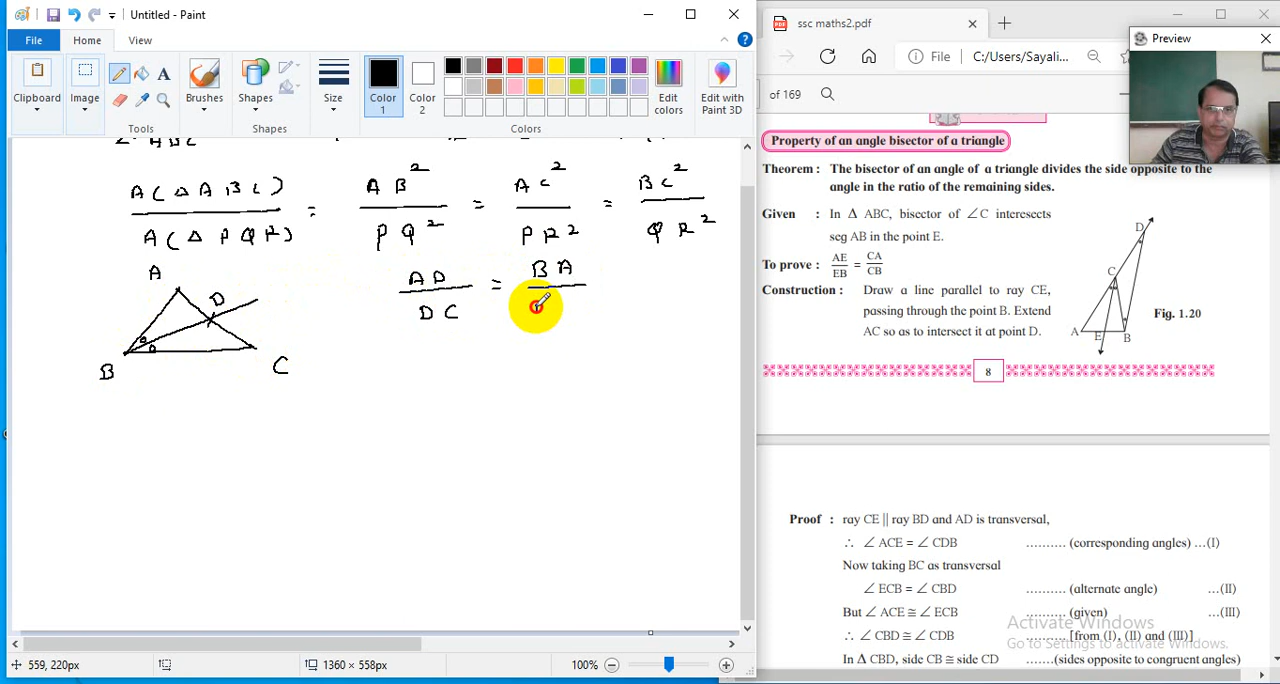 Untitled - Paint
File Home View
Clipboard
Image
Tools
Brushes
Shapes
Shapes
Size
Color 1
Color 2
Colors
Edit colors
Edit with Paint 3D
A(△ABC) / A(△PQR) = AB² / PQ² = AC² / PR² = BC² / QR²
AD / DC = BA
A
D
B
C
559, 220px
1360 × 558px
100%
ssc maths2.pdf
File C:/Users/Sayali...
Preview
of 169
Property of an angle bisector of a triangle
Theorem : The bisector of an angle of a triangle divides the side opposite to the
angle in the ratio of the remaining sides.
Given : In Δ ABC, bisector of ∠C interesects
seg AB in the point E.
To prove : AE/EB = CA/CB
Construction: Draw a line parallel to ray CE,
passing through the point B. Extend
AC so as to intersect it at point D.
D
C
A
E
B
Fig. 1.20
8
Proof : ray CE || ray BD and AD is transversal,
∴ ∠ ACE = ∠ CDB .......... (corresponding angles) ...(I)
Now taking BC as transversal
∠ ECB = ∠ CBD .......... (alternate angle) ...(II)
But ∠ ACE ≅ ∠ ECB .......... (given) ...(III)
∴ ∠ CBD ≅ ∠ CDB .......... [from (I), (II) and (III)]
In Δ CBD, side CB ≅ side CD .......(sides opposite to congruent angles)
Activate Windows
Go to Settings to activate Windows.